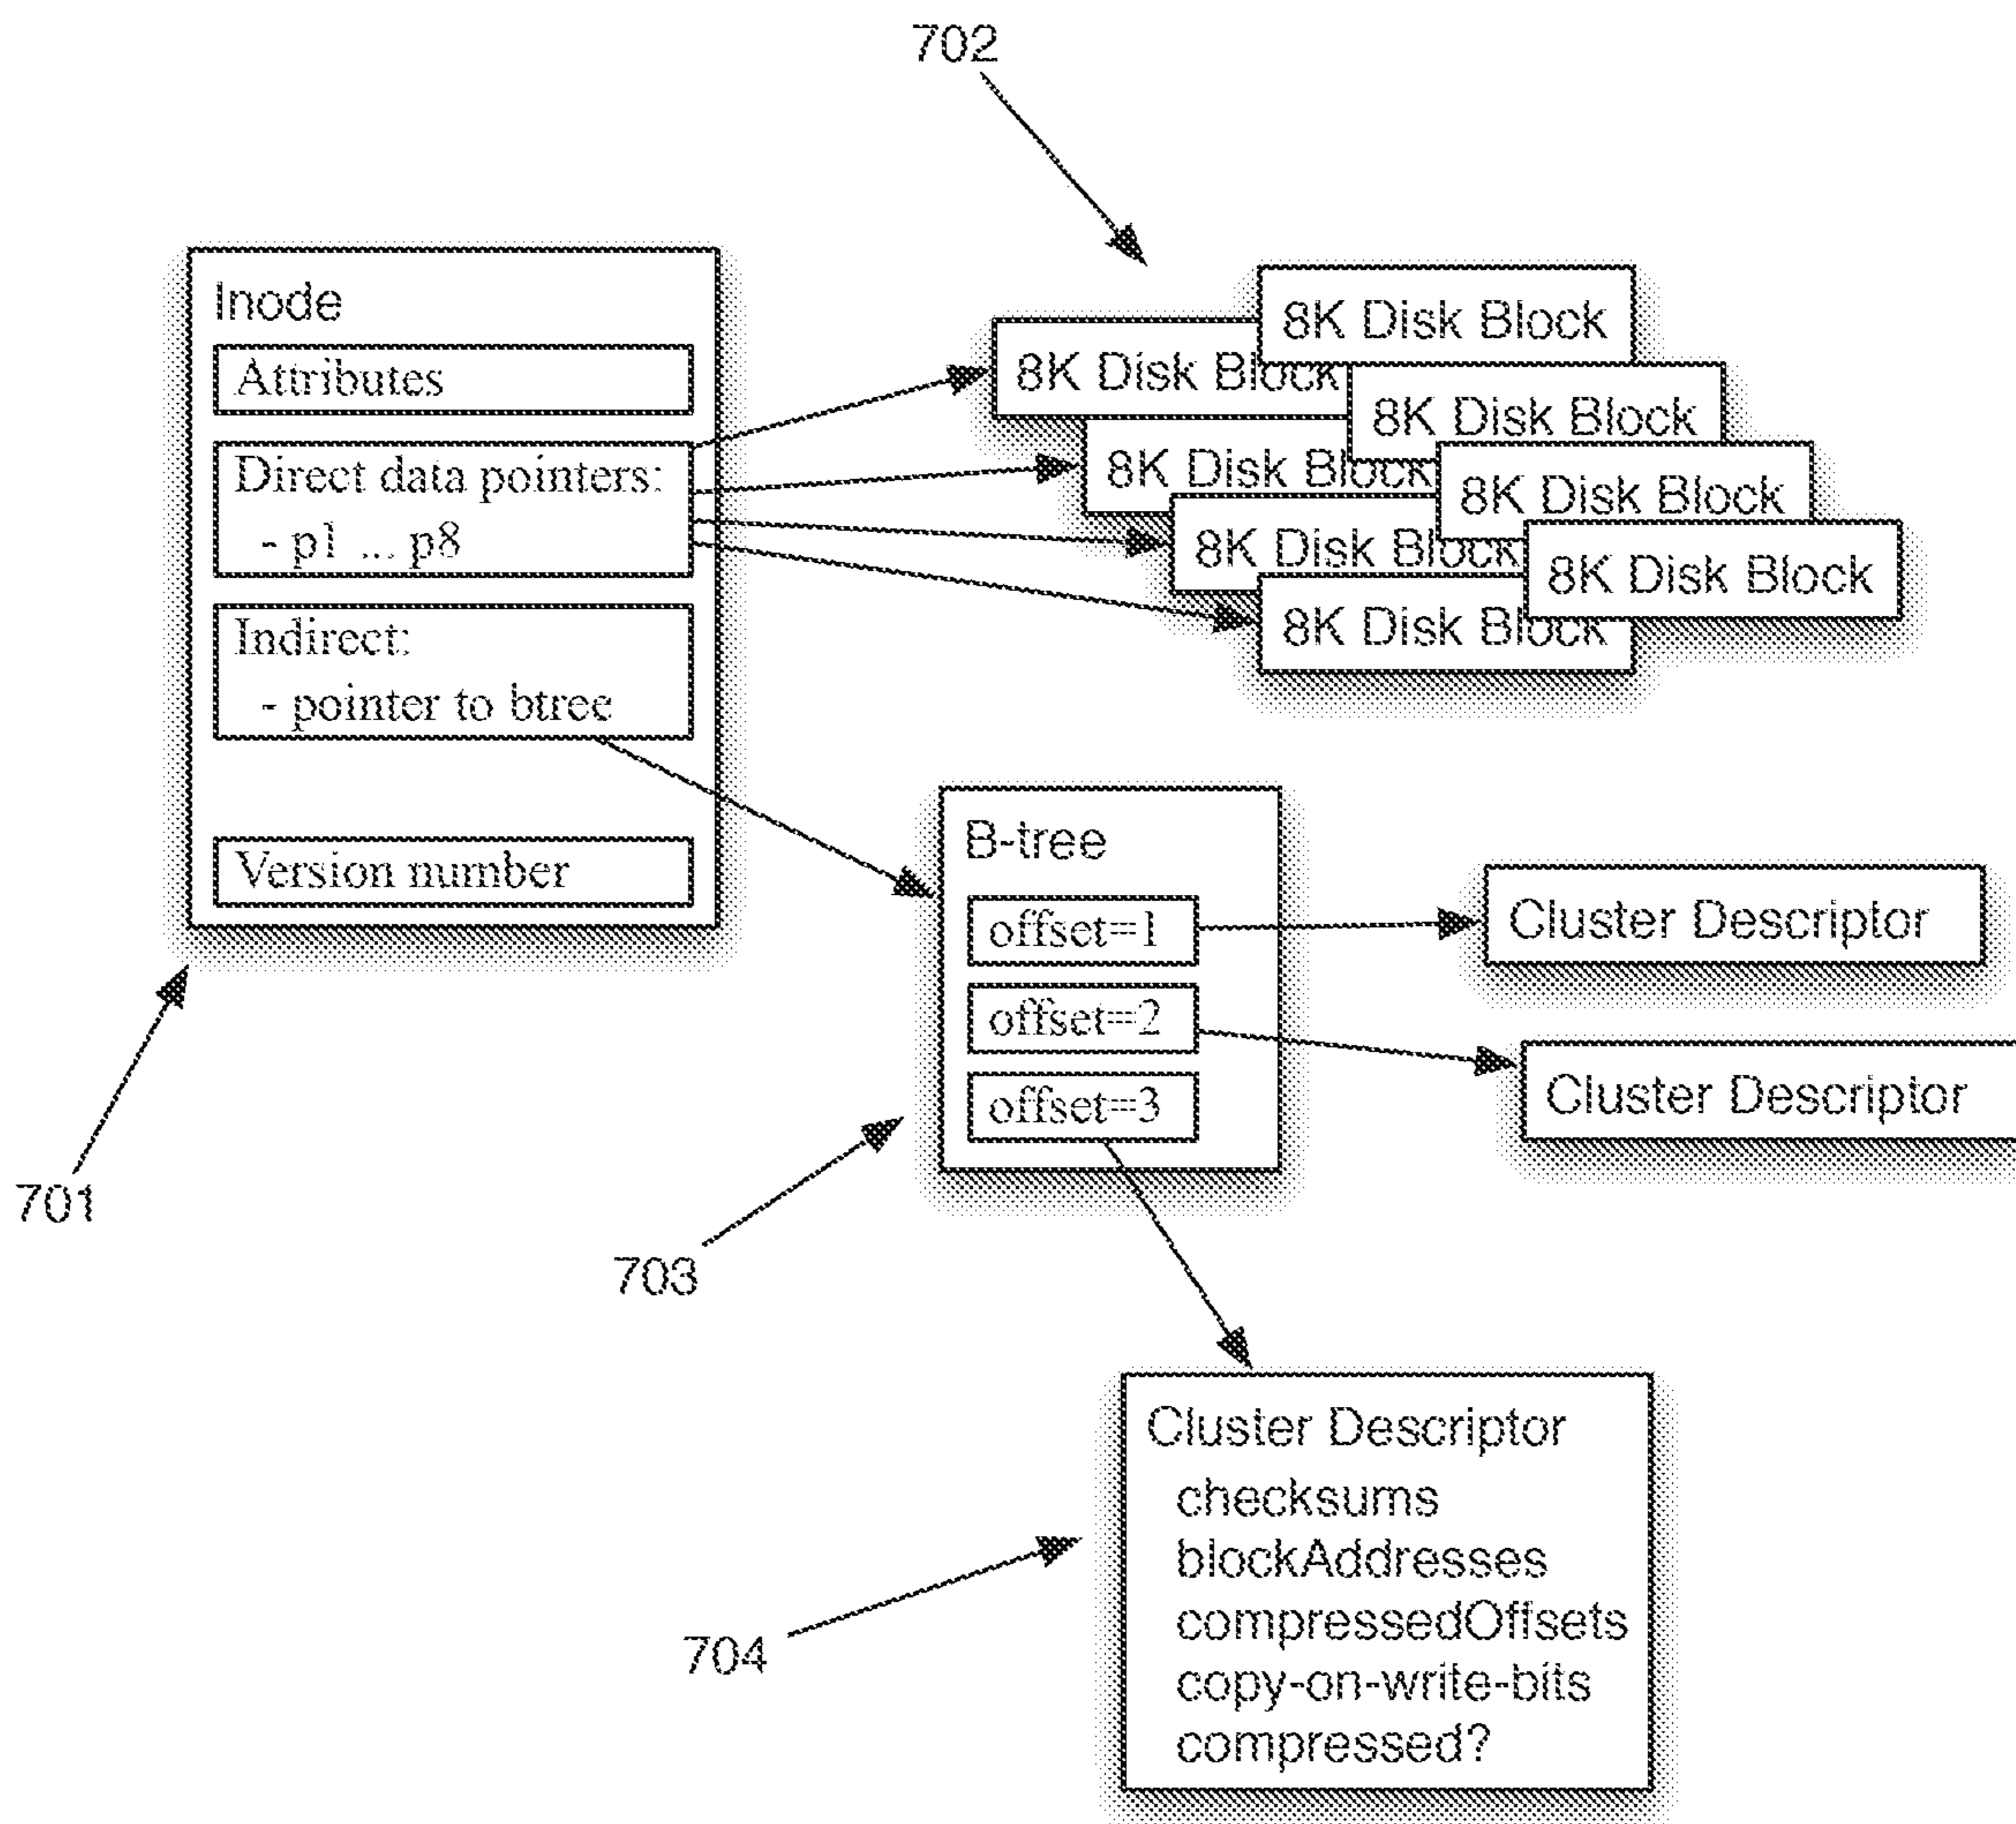 702
Inode
Attributes
Direct data pointers:
- p1 ... p8
Indirect:
- pointer to btree
Version number
8K Disk Block
8K Disk Block
8K Disk Block
8K Disk Block
8K Disk Block
8K Disk Block
8K Disk Block
8K Disk Block
B-tree
offset=1
offset=2
offset=3
Cluster Descriptor
Cluster Descriptor
701
703
Cluster Descriptor
checksums
blockAddresses
compressedOffsets
copy-on-write-bits
compressed?
704